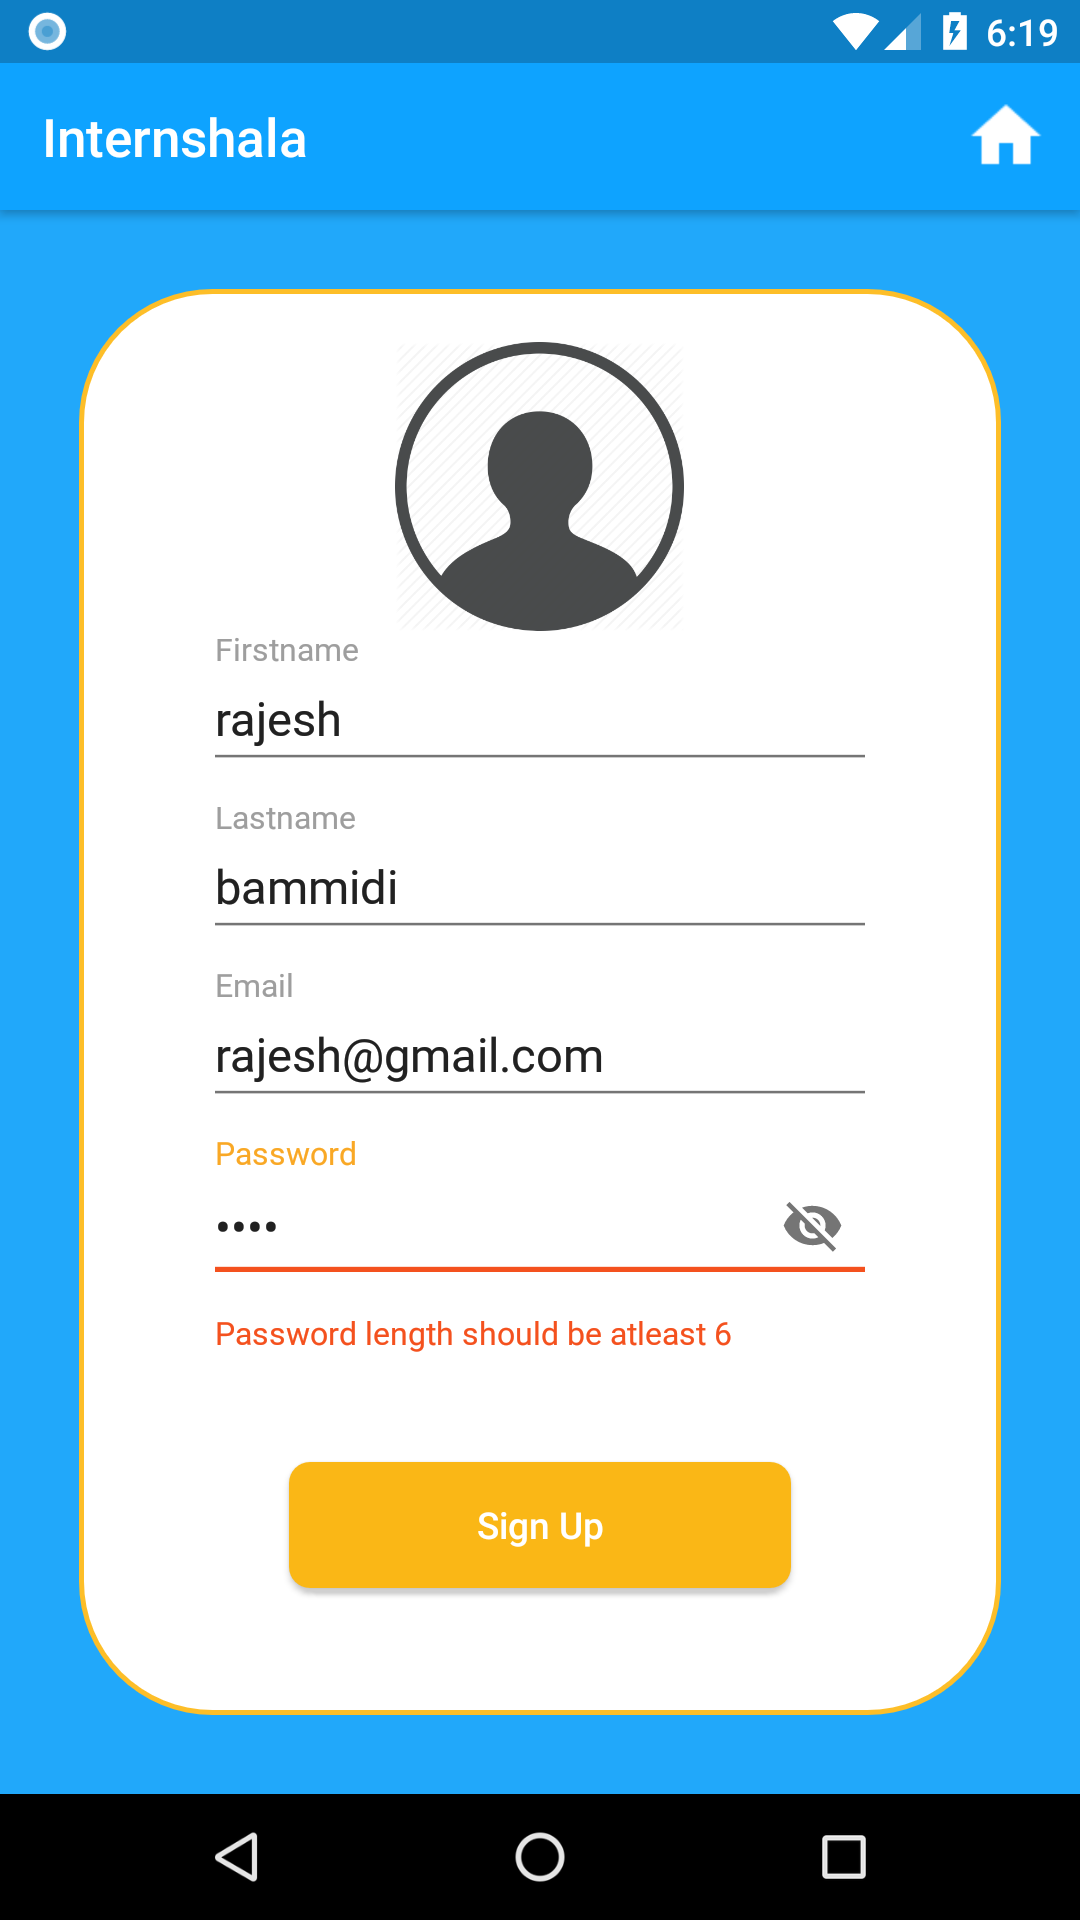 6:19
Internshala
Firstname
rajesh
Lastname
bammidi
Email
rajesh@gmail.com
Password
••••
Password length should be atleast 6
Sign Up